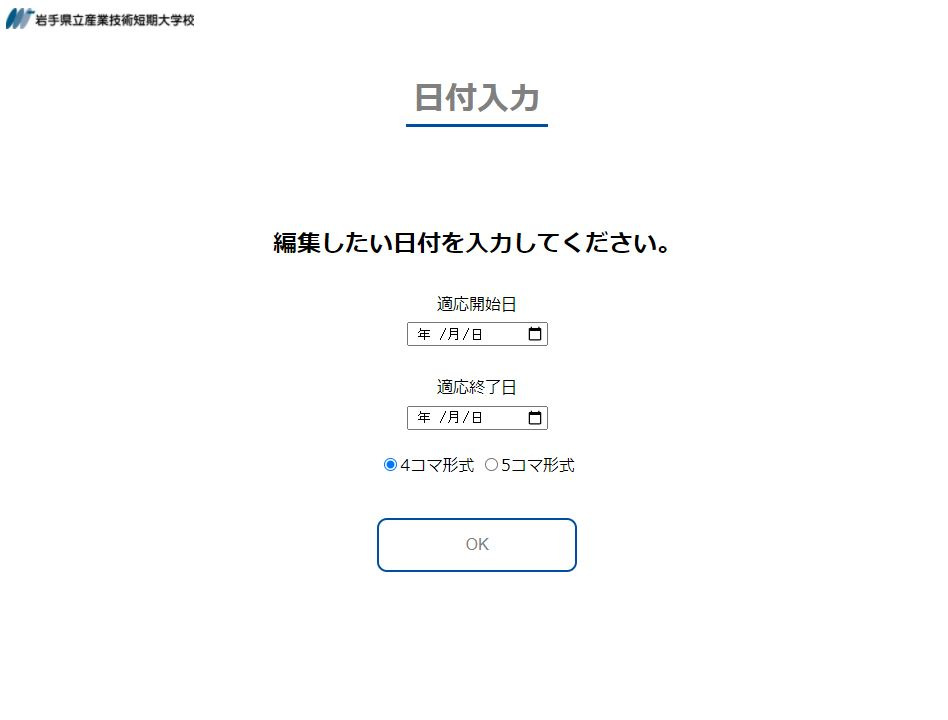 岩手県立産業技術短期大学校
日付入力
編集したい日付を入力してください。
適応開始日
年 /月/日
適応終了日
年 /月/日
4コマ形式 5コマ形式
OK